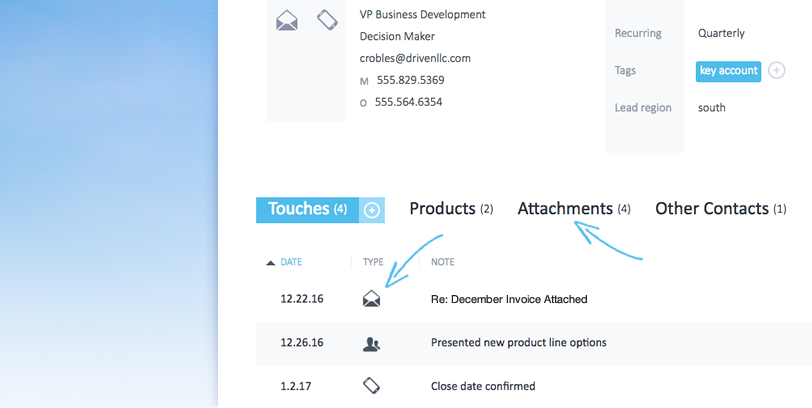 VP Business Development
Decision Maker
crobles@drivenllc.com
M 555.829.5369
O 555.564.6354
Recurring Quarterly
Tags key account
Lead region south
Touches (4) Products (2) Attachments (4) Other Contacts (1)
DATE TYPE NOTE
12.22.16 Re: December Invoice Attached
12.26.16 Presented new product line options
1.2.17 Close date confirmed